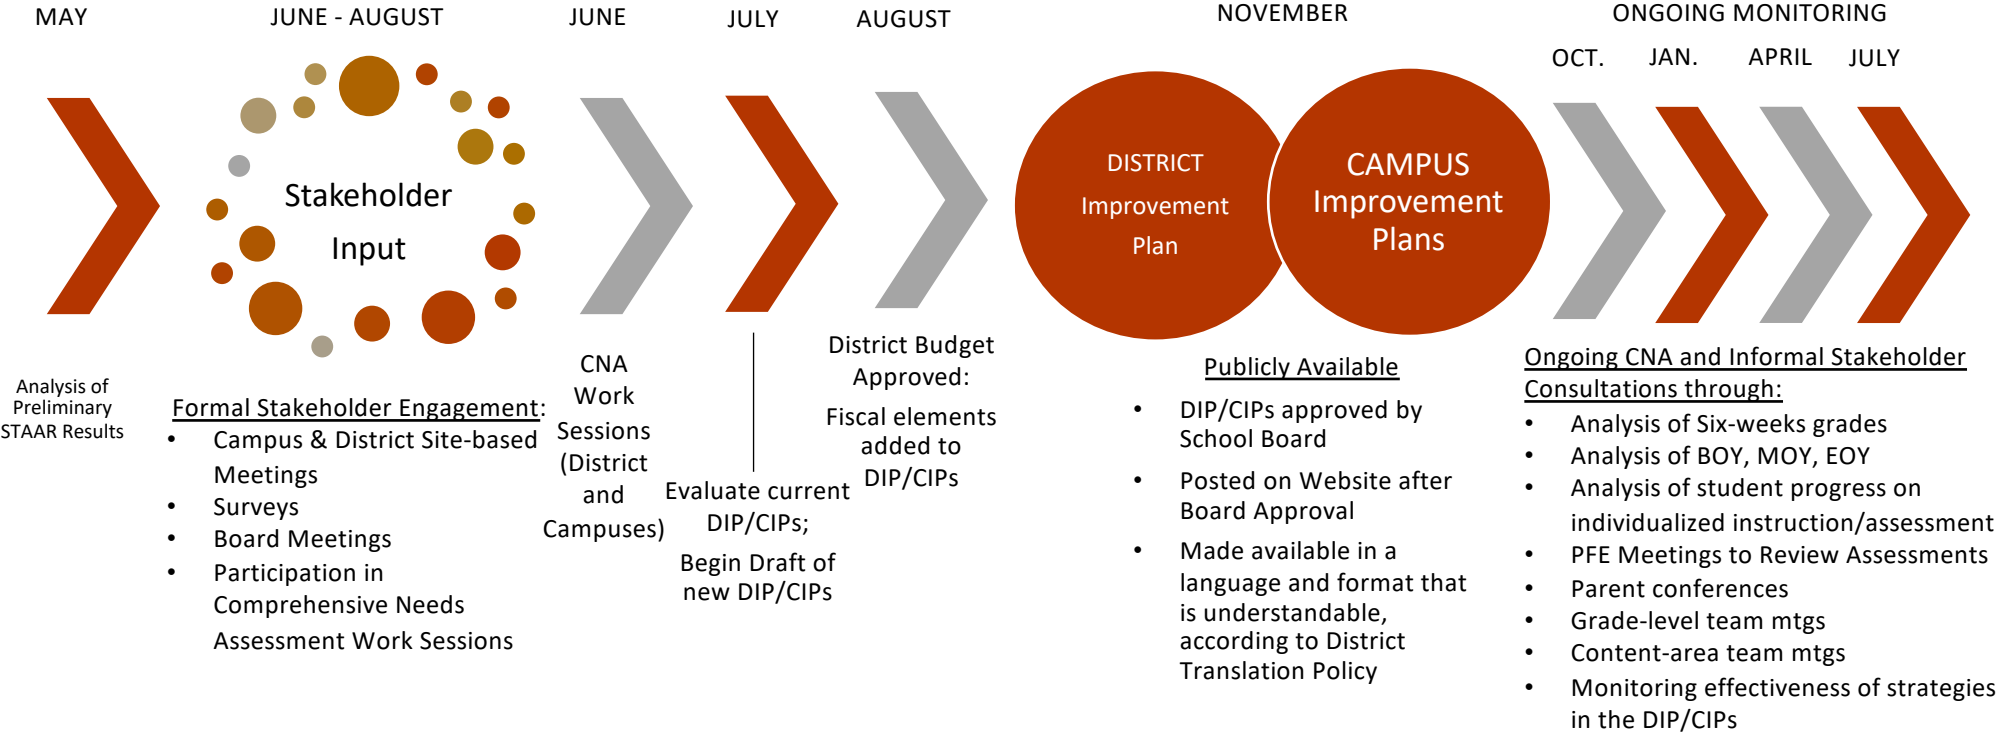 MAY
Analysis of
Preliminary
STAAR Results
JUNE - AUGUST
Stakeholder
Input
Formal Stakeholder Engagement:
• Campus & District Site-based
Meetings
• Surveys
• Board Meetings
• Participation in
Comprehensive Needs
Assessment Work Sessions
JUNE
CNA
Work
Sessions
(District
and
Campuses)
JULY
Evaluate current
DIP/CIPs;
Begin Draft of
new DIP/CIPs
AUGUST
District Budget
Approved:
Fiscal elements
added to
DIP/CIPs
NOVEMBER
DISTRICT
Improvement
Plan
CAMPUS
Improvement
Plans
Publicly Available
• DIP/CIPs approved by
School Board
• Posted on Website after
Board Approval
• Made available in a
language and format that
is understandable,
according to District
Translation Policy
ONGOING MONITORING
OCT. JAN. APRIL JULY
Ongoing CNA and Informal Stakeholder
Consultations through:
• Analysis of Six-weeks grades
• Analysis of BOY, MOY, EOY
• Analysis of student progress on
individualized instruction/assessment
• PFE Meetings to Review Assessments
• Parent conferences
• Grade-level team mtgs
• Content-area team mtgs
• Monitoring effectiveness of strategies
in the DIP/CIPs